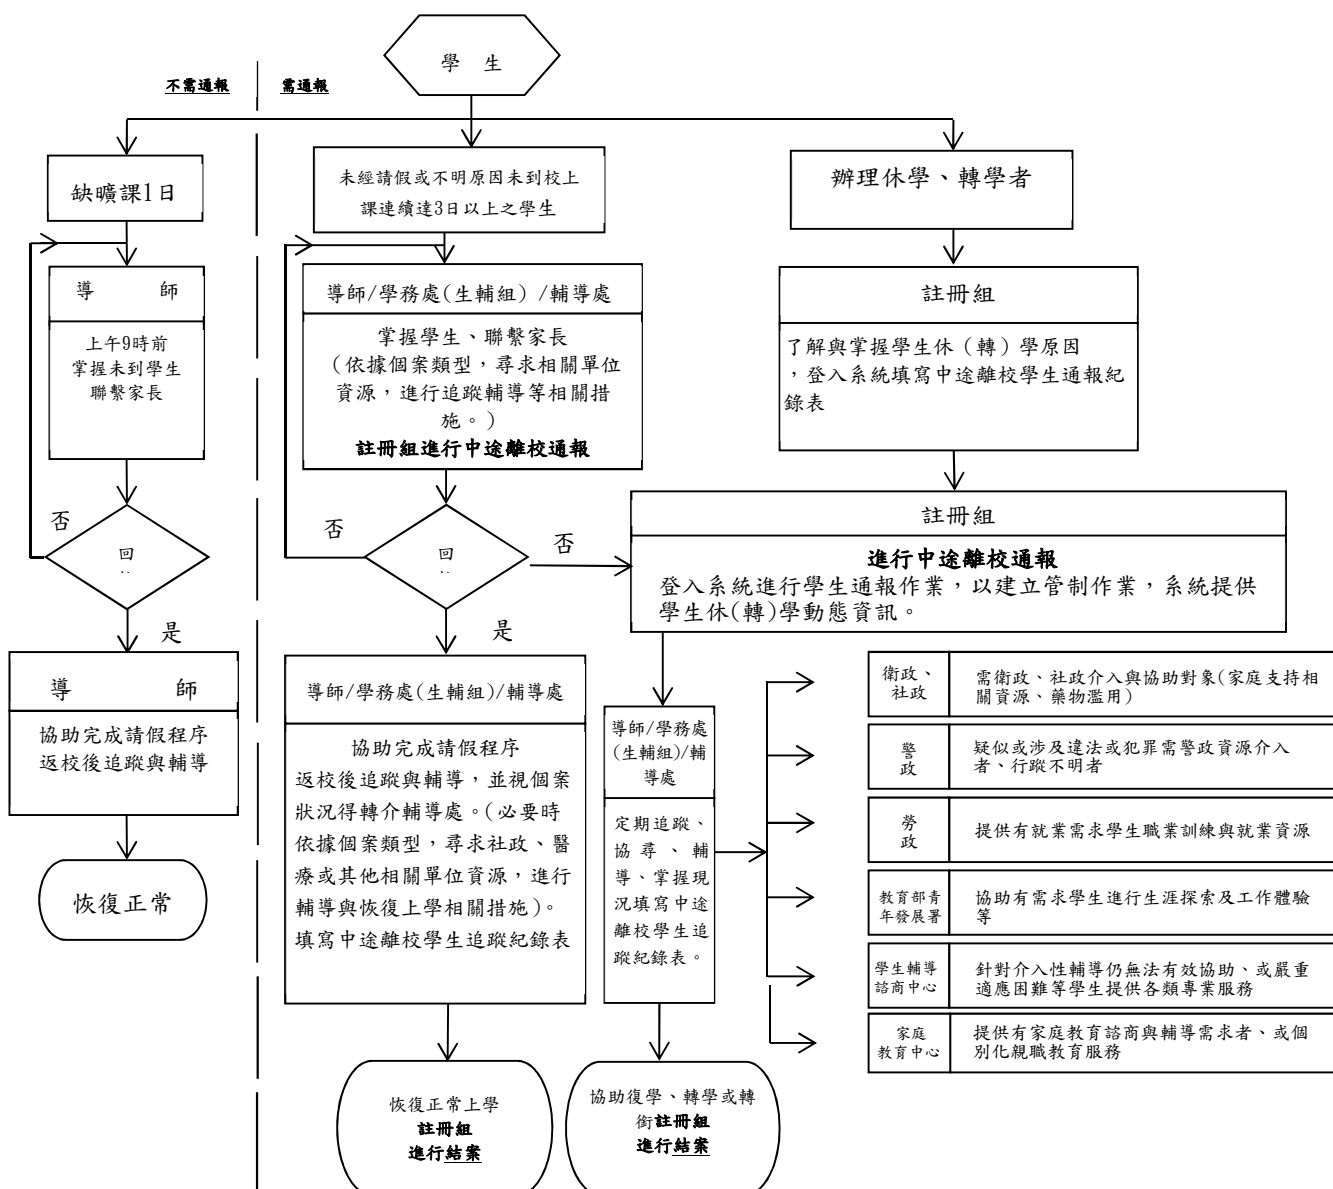 學 生
不需通報
需通報
缺曠課1日
未經請假或不明原因未到校上
課連續達3日以上之學生
辦理休學、轉學者
導 師
上午9時前
掌握未到學生
聯繫家長
導師/學務處(生輔組) /輔導處
掌握學生、聯繫家長
(依據個案類型，尋求相關單位
資源，進行追蹤輔導等相關措
施。)
註冊組進行中途離校通報
註冊組
了解與掌握學生休（轉）學原因
，登入系統填寫中途離校學生通報紀
錄表
否
回
是
否
回
否
是
註冊組
進行中途離校通報
登入系統進行學生通報作業，以建立管制作業，系統提供
學生休(轉)學動態資訊。
導 師
協助完成請假程序
返校後追蹤與輔導
恢復正常
導師/學務處(生輔組)/輔導處
協助完成請假程序
返校後追蹤與輔導，並視個案
狀況得轉介輔導處。(必要時
依據個案類型，尋求社政、醫
療或其他相關單位資源，進行
輔導與恢復上學相關措施)。
填寫中途離校學生追蹤紀錄表
恢復正常上學
註冊組
進行結案
導師/學務處
(生輔組)/輔
導處
定期追蹤、
協尋、輔
導、掌握現
況填寫中途
離校學生追
蹤紀錄表。
協助復學、轉學或轉
銜註冊組
進行結案
衛政、
社政
需衛政、社政介入與協助對象(家庭支持相
關資源、藥物濫用)
警
政
疑似或涉及違法或犯罪需警政資源介入
者、行蹤不明者
勞
政
提供有就業需求學生職業訓練與就業資源
教育部青
年發展署
協助有需求學生進行生涯探索及工作體驗
等
學生輔導
諮商中心
針對介入性輔導仍無法有效協助、或嚴重
適應困難等學生提供各類專業服務
家庭
教育中心
提供有家庭教育諮商與輔導需求者、或個
別化親職教育服務